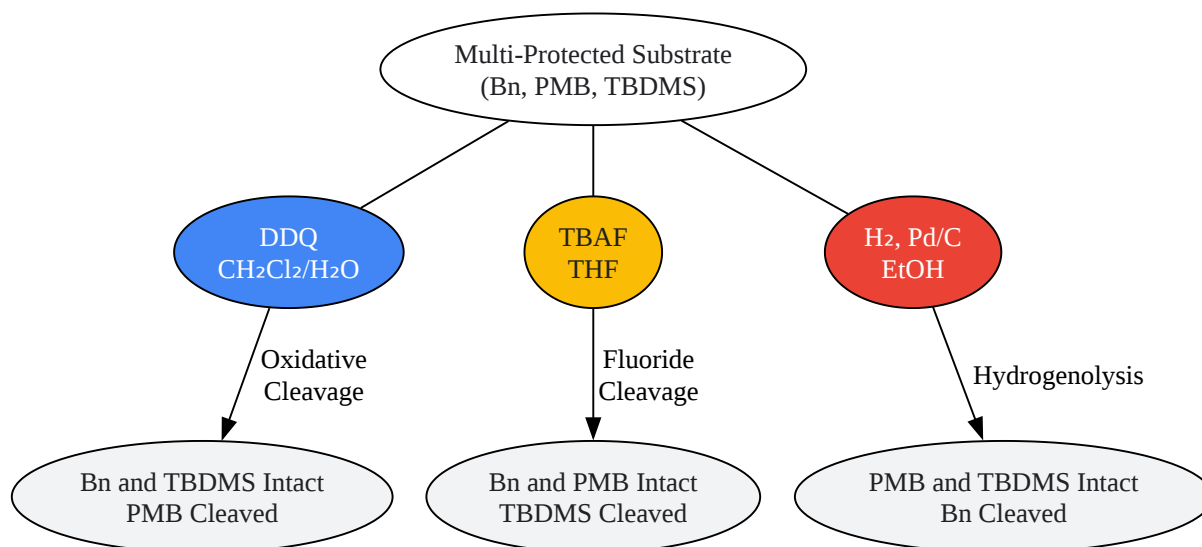 Multi-Protected Substrate
(Bn, PMB, TBDMS)
DDQ
CH₂Cl₂/H₂O
TBAF
THF
H₂, Pd/C
EtOH
Oxidative
Cleavage
Fluoride
Cleavage
Hydrogenolysis
Bn and TBDMS Intact
PMB Cleaved
Bn and PMB Intact
TBDMS Cleaved
PMB and TBDMS Intact
Bn Cleaved